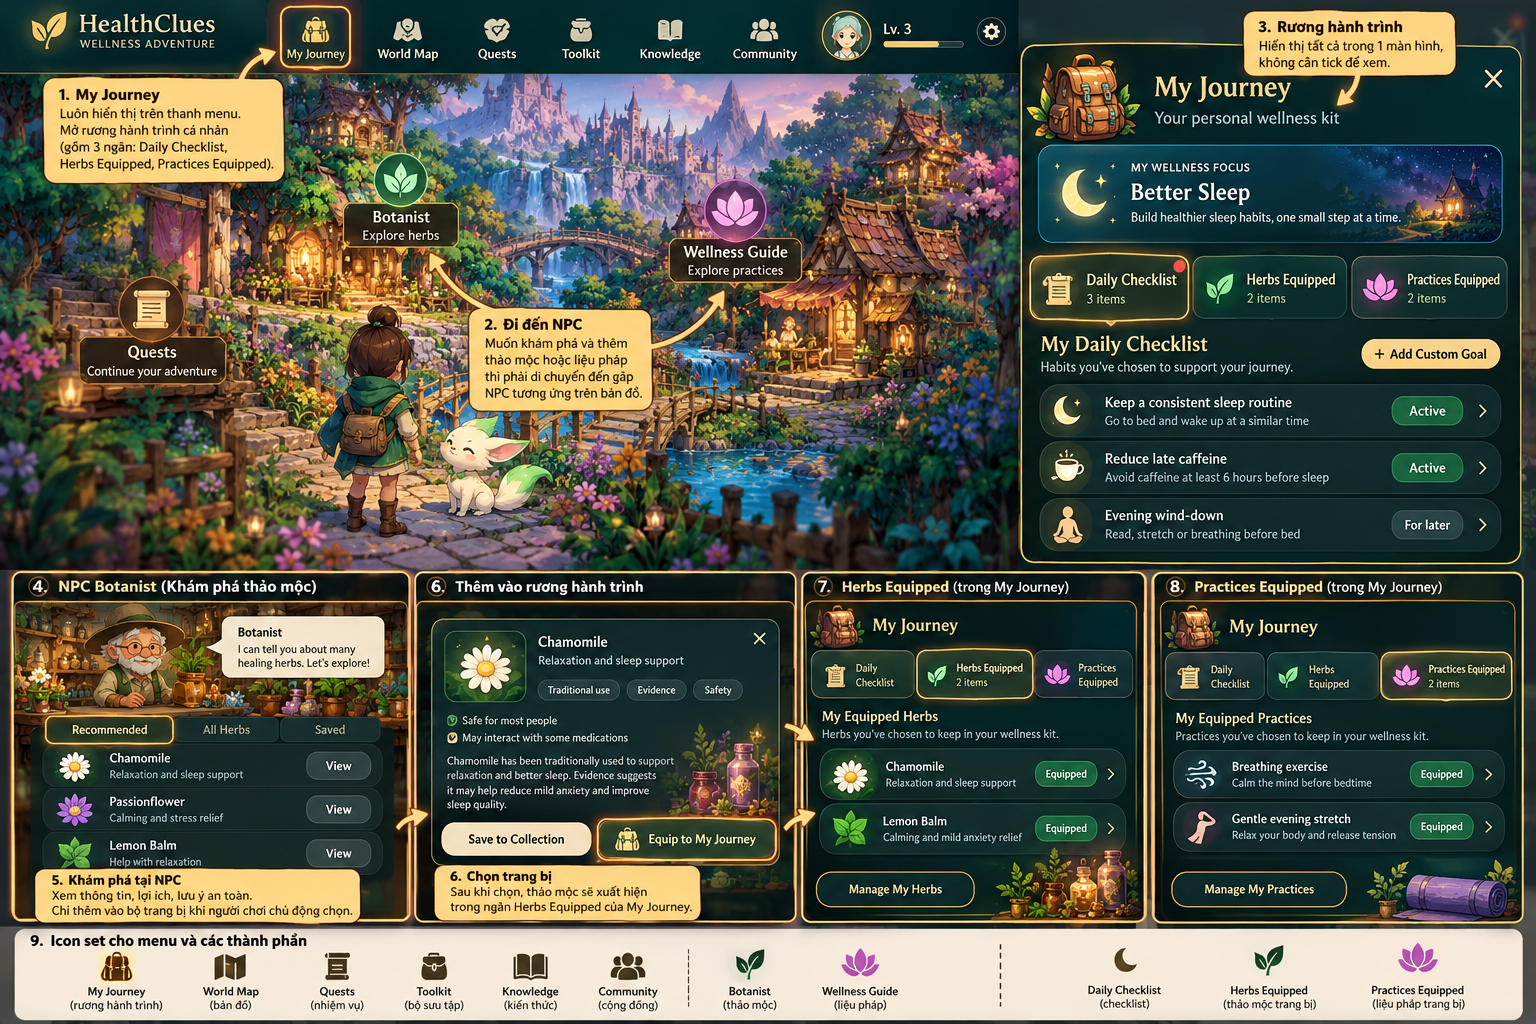 HealthClues
WELLNESS ADVENTURE
My Journey
World Map
Quests
Toolkit
Knowledge
Community
Lv. 3
1. My Journey
Luôn hiển thị trên thanh menu.
Mở rương hành trình cá nhân
(gồm 3 ngăn: Daily Checklist,
Herbs Equipped, Practices Equipped).
Botanist
Explore herbs
Wellness Guide
Explore practices
Quests
Continue your adventure
2. Đi đến NPC
Muốn khám phá và thêm
thảo mộc hoặc liệu pháp
thì phải di chuyển đến gặp
NPC tương ứng trên bản đồ.
3. Rương hành trình
Hiển thị tất cả trong 1 màn hình,
không cần tick để xem.
My Journey
Your personal wellness kit
MY WELLNESS FOCUS
Better Sleep
Build healthier sleep habits, one small step at a time.
Daily Checklist
3 items
Herbs Equipped
2 items
Practices Equipped
2 items
My Daily Checklist
Habits you've chosen to support your journey.
+ Add Custom Goal
Keep a consistent sleep routine
Go to bed and wake up at a similar time
Active
Reduce late caffeine
Avoid caffeine at least 6 hours before sleep
Active
Evening wind-down
Read, stretch or breathing before bed
For later
4. NPC Botanist (Khám phá thảo mộc)
Botanist
I can tell you about many
healing herbs. Let's explore!
Recommended
All Herbs
Saved
Chamomile
Relaxation and sleep support
View
Passionflower
Calming and stress relief
View
Lemon Balm
Help with relaxation
View
5. Khám phá tại NPC
Xem thông tin, lợi ích, lưu ý an toàn.
Chỉ thêm vào bộ trang bị khi người chơi chủ động chọn.
6. Thêm vào rương hành trình
Chamomile
Relaxation and sleep support
Traditional use
Evidence
Safety
Safe for most people
May interact with some medications
Chamomile has been traditionally used to support
relaxation and better sleep. Evidence suggests
it may help reduce mild anxiety and improve
sleep quality.
Save to Collection
Equip to My Journey
6. Chọn trang bị
Sau khi chọn, thảo mộc sẽ xuất hiện
trong ngăn Herbs Equipped của My Journey.
7. Herbs Equipped (trong My Journey)
My Journey
Daily
Checklist
Herbs Equipped
2 items
Practices
Equipped
My Equipped Herbs
Herbs you've chosen to keep in your wellness kit.
Chamomile
Relaxation and sleep support
Equipped
Lemon Balm
Calming and mild anxiety relief
Equipped
Manage My Herbs
8. Practices Equipped (trong My Journey)
My Journey
Daily
Checklist
Herbs
Equipped
Practices Equipped
2 items
My Equipped Practices
Practices you've chosen to keep in your wellness kit.
Breathing exercise
Calm the mind before bedtime
Equipped
Gentle evening stretch
Relax your body and release tension
Equipped
Manage My Practices
9. Icon set cho menu và các thành phần
My Journey
(rương hành trình)
World Map
(bản đồ)
Quests
(nhiệm vụ)
Toolkit
(bộ sưu tập)
Knowledge
(kiến thức)
Community
(cộng đồng)
Botanist
(thảo mộc)
Wellness Guide
(liệu pháp)
Daily Checklist
(checklist)
Herbs Equipped
(thảo mộc trang bị)
Practices Equipped
(liệu pháp trang bị)